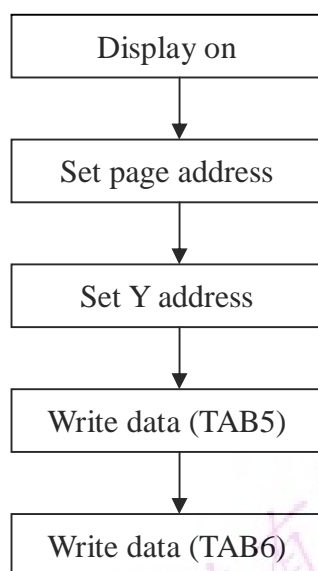 Display on
Set page address
Set Y address
Write data (TAB5)
Write data (TAB6)